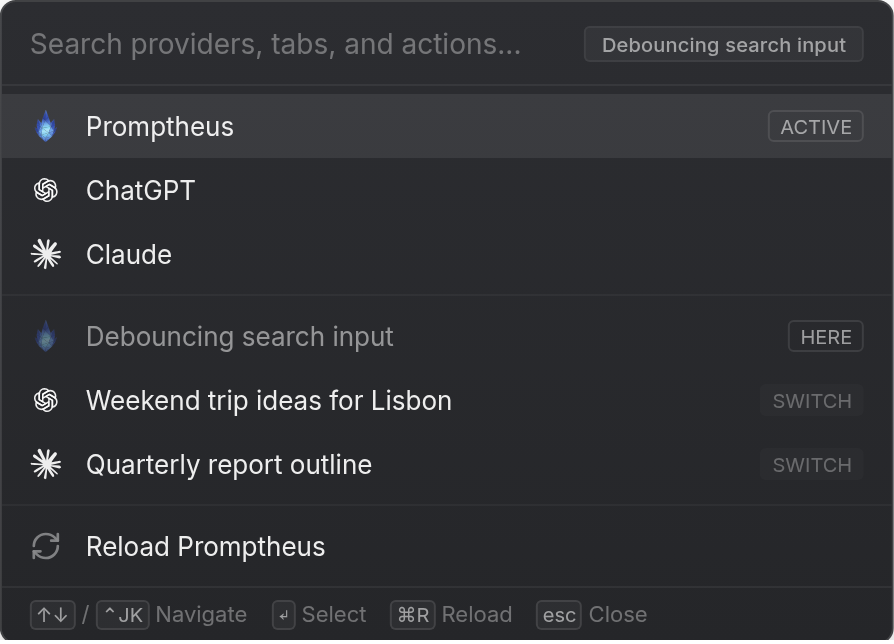 Search providers, tabs, and actions... Debouncing search input
Promptheus ACTIVE
ChatGPT
Claude
Debouncing search input HERE
Weekend trip ideas for Lisbon SWITCH
Quarterly report outline SWITCH
Reload Promptheus
↑↓ / ⌃JK Navigate ↲ Select ⌘R Reload esc Close